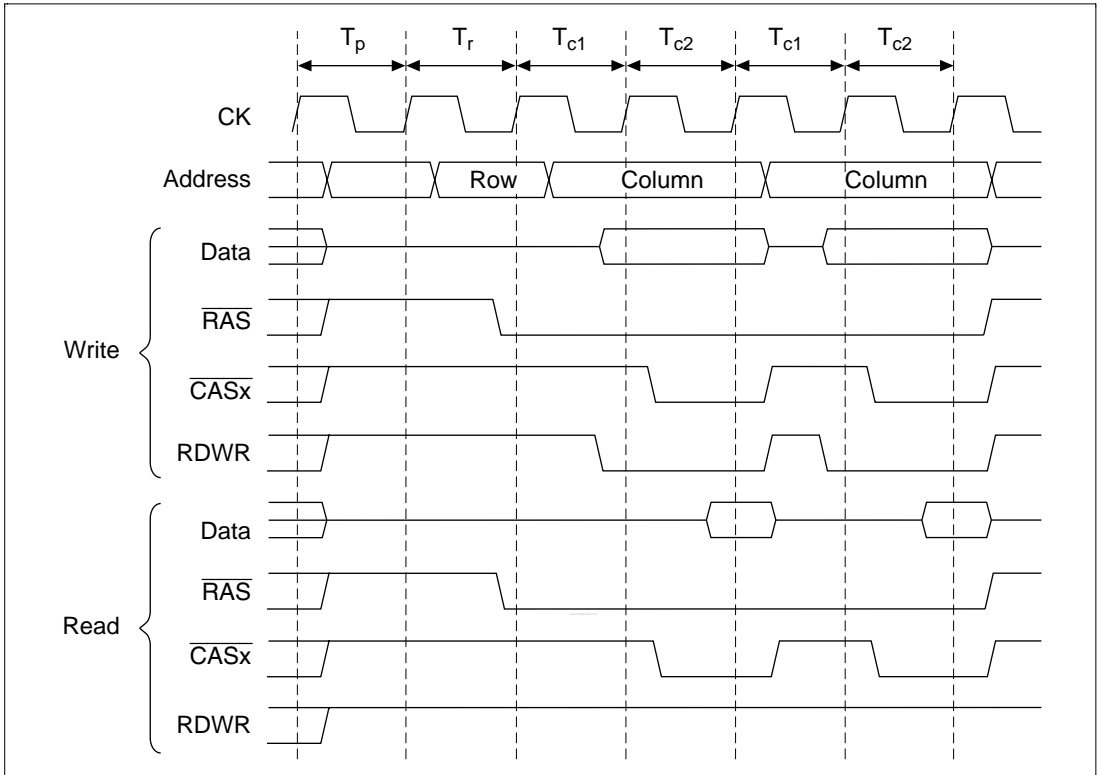 Tp Tr Tc1 Tc2 Tc1 Tc2
CK
Address Row Column Column
Data
RAS
Write
CASx
RDWR
Data
RAS
Read
CASx
RDWR